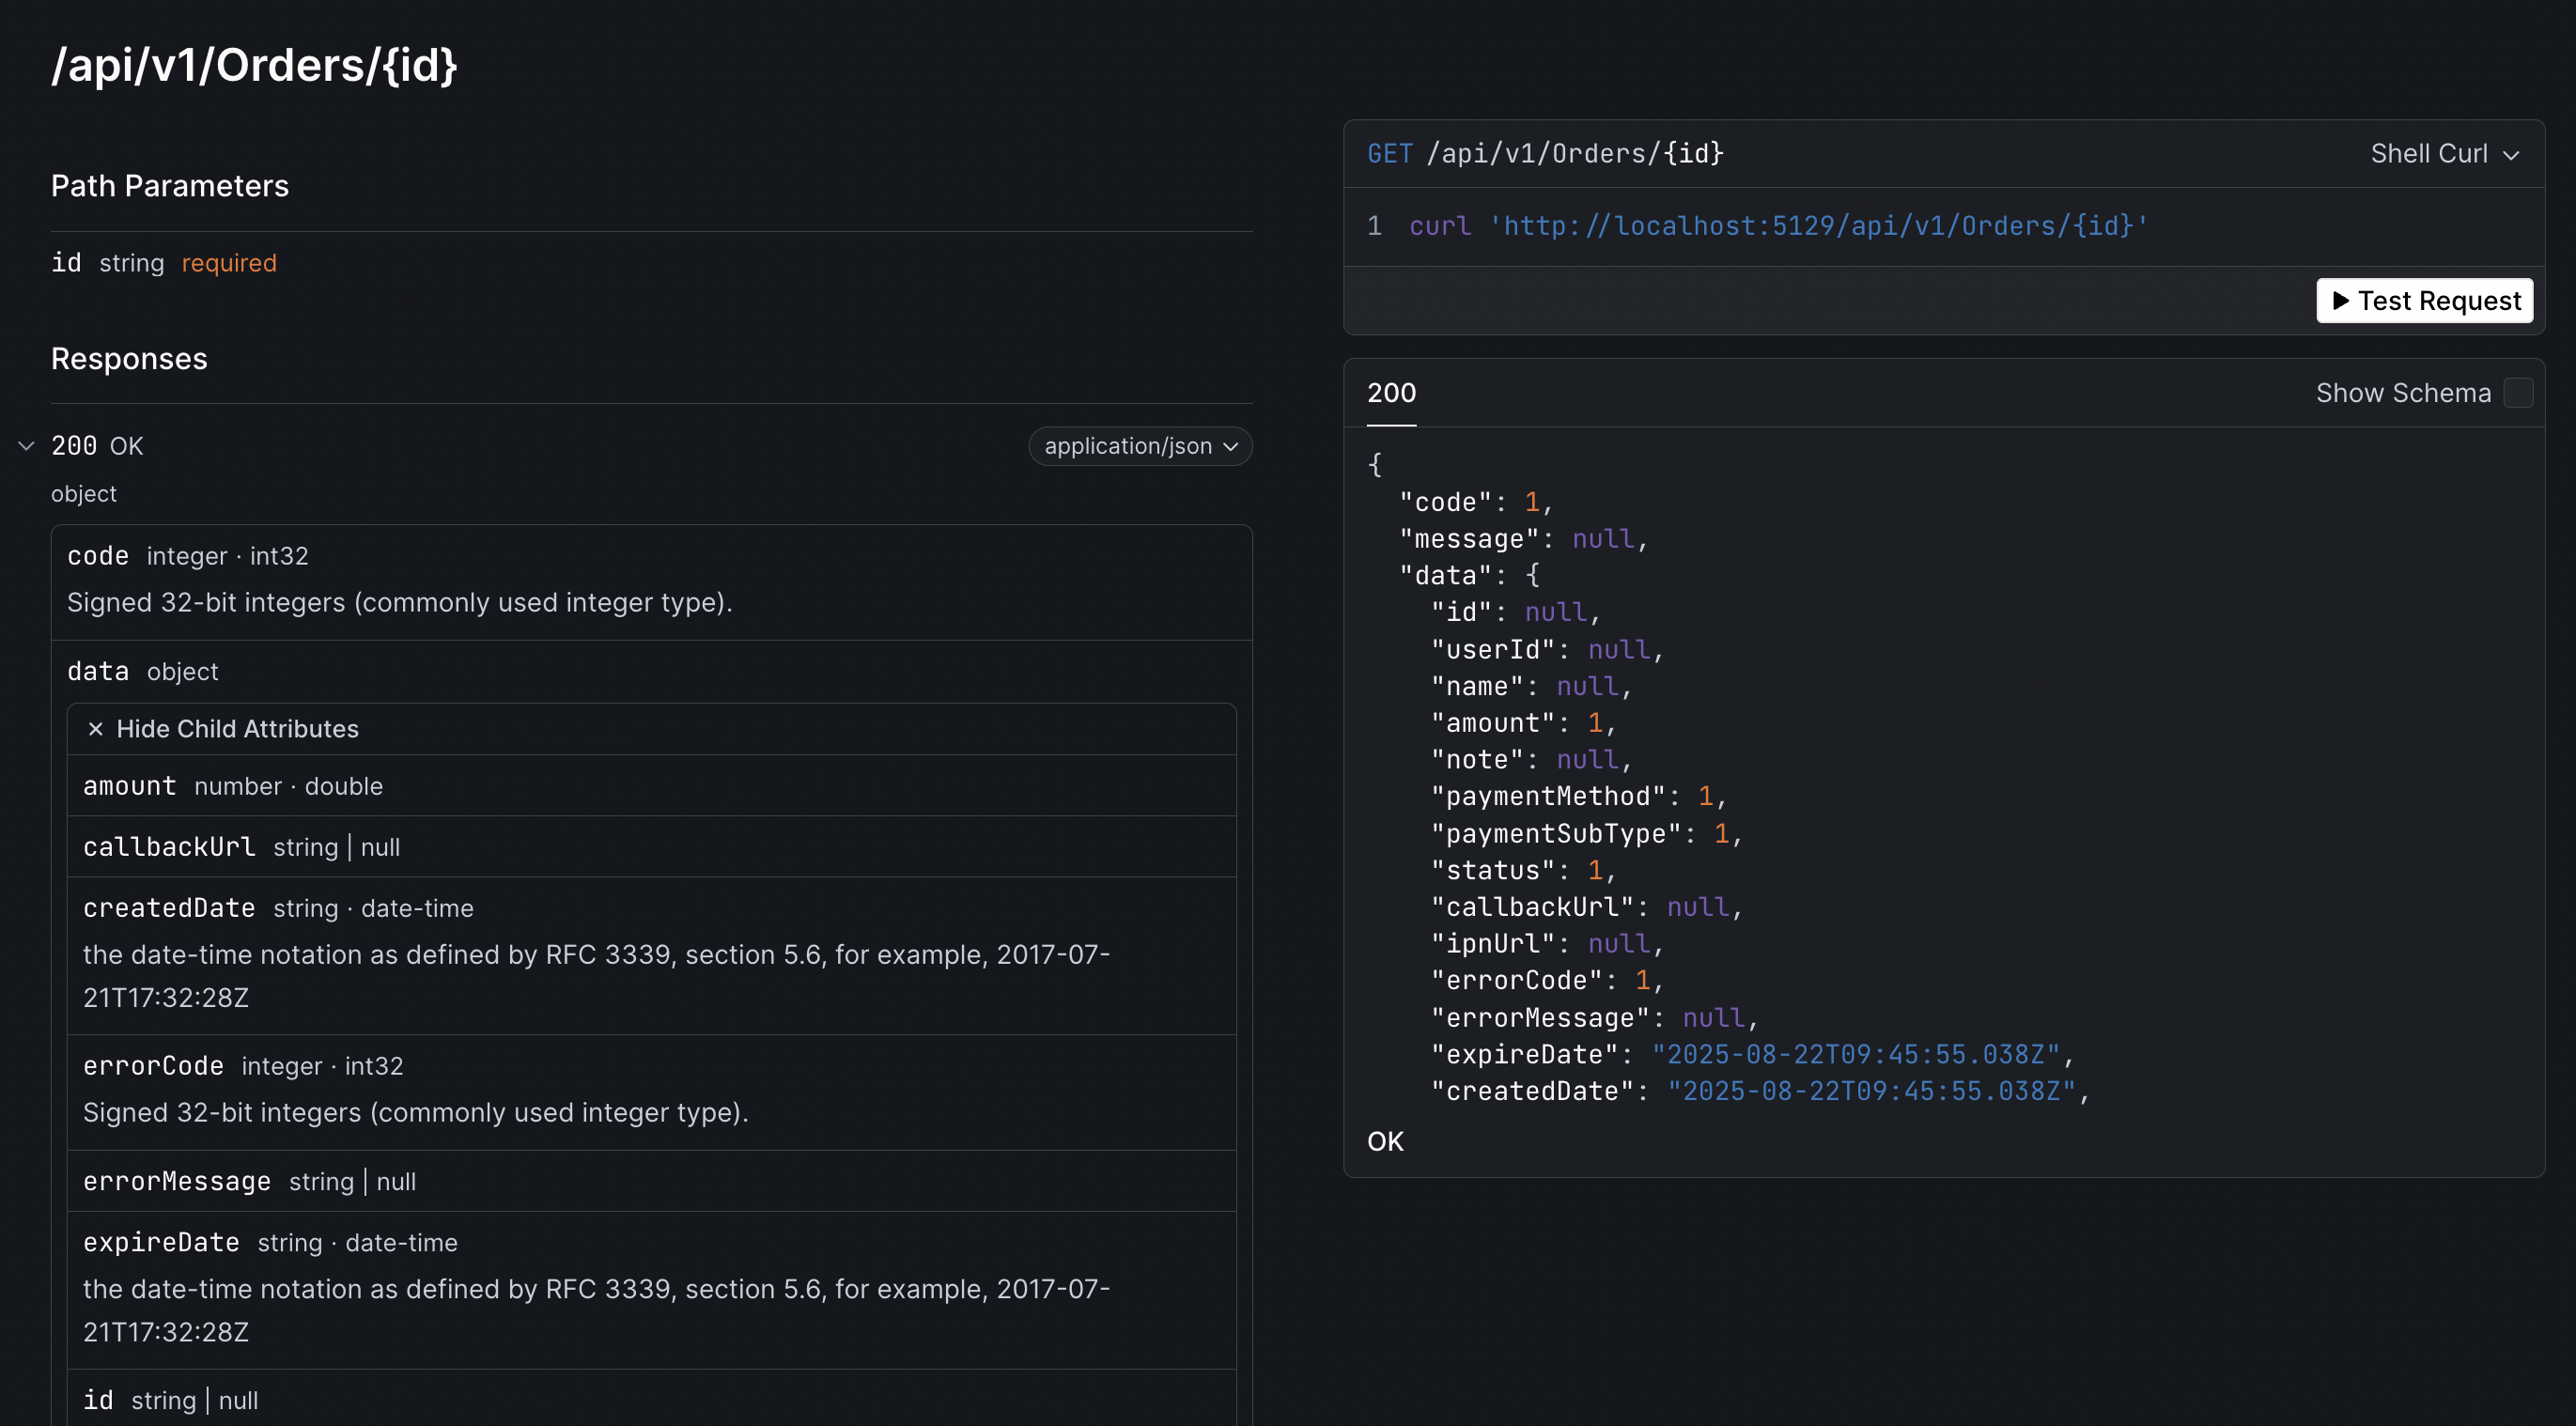 /api/v1/Orders/{id}
Path Parameters
id string required
Responses
200 OK application/json
object
code integer · int32
Signed 32-bit integers (commonly used integer type).
data object
Hide Child Attributes
amount number · double
callbackUrl string | null
createdDate string · date-time
the date-time notation as defined by RFC 3339, section 5.6, for example, 2017-07-
21T17:32:28Z
errorCode integer · int32
Signed 32-bit integers (commonly used integer type).
errorMessage string | null
expireDate string · date-time
the date-time notation as defined by RFC 3339, section 5.6, for example, 2017-07-
21T17:32:28Z
id string | null
GET /api/v1/Orders/{id} Shell Curl
1 curl 'http://localhost:5129/api/v1/Orders/{id}'
Test Request
200 Show Schema
{
"code": 1,
"message": null,
"data": {
"id": null,
"userId": null,
"name": null,
"amount": 1,
"note": null,
"paymentMethod": 1,
"paymentSubType": 1,
"status": 1,
"callbackUrl": null,
"ipnUrl": null,
"errorCode": 1,
"errorMessage": null,
"expireDate": "2025-08-22T09:45:55.038Z",
"createdDate": "2025-08-22T09:45:55.038Z",
OK